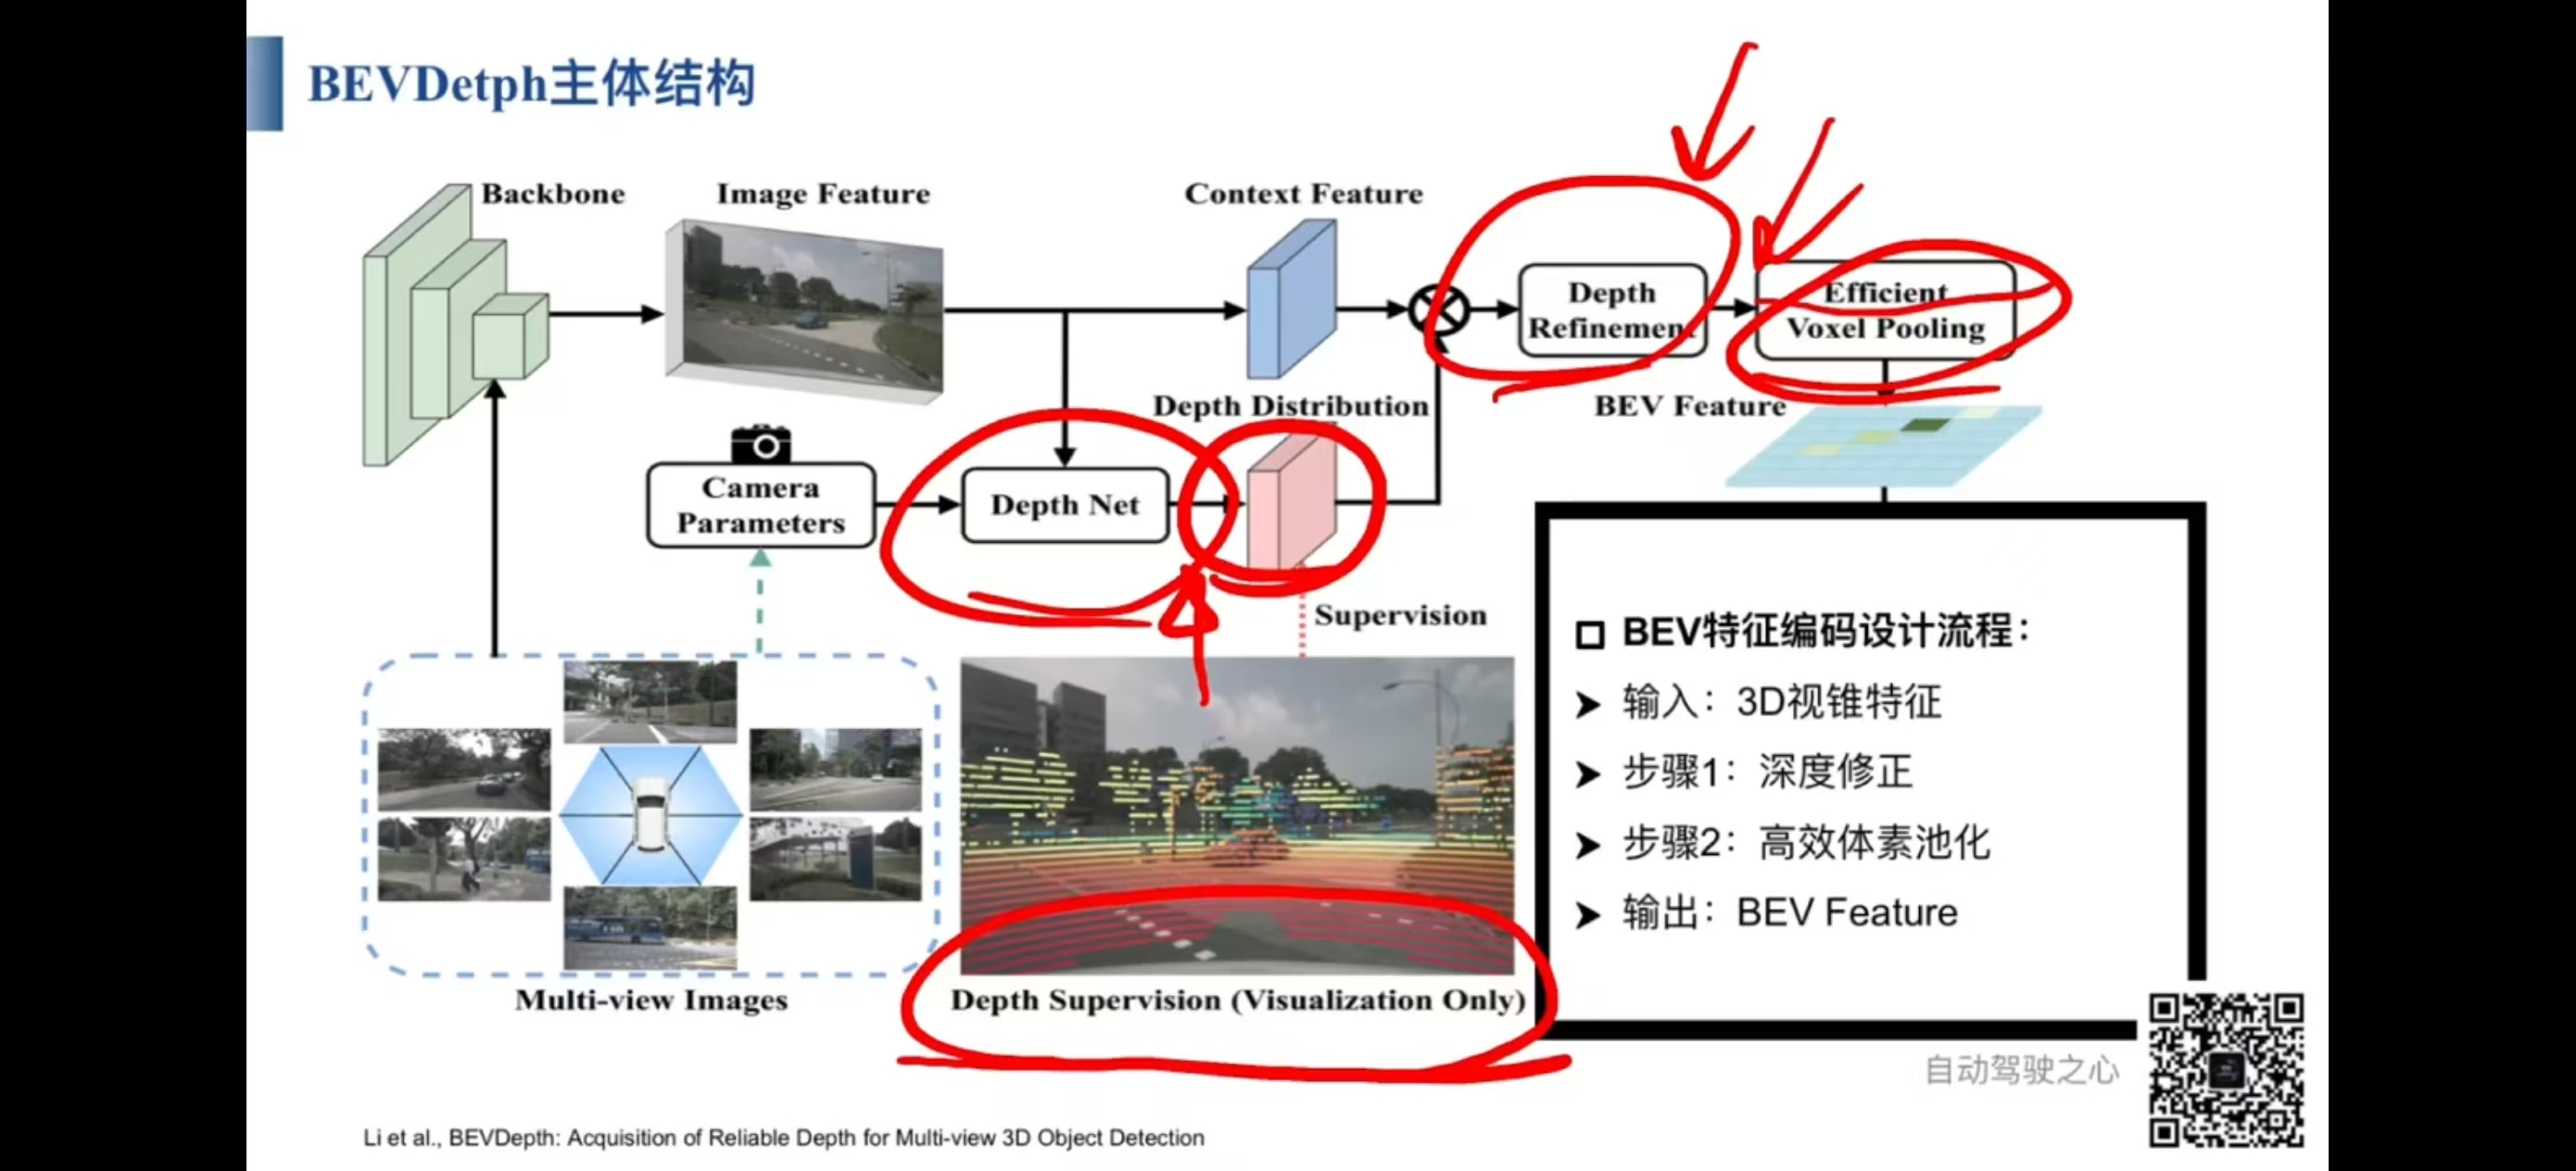 BEVDetph主体结构
Backbone
Image Feature
Context Feature
Depth
Refinement
Efficient
Voxel Pooling
Depth Distribution
BEV Feature
Camera
Parameters
Depth Net
Supervision
BEV特征编码设计流程：
输入：3D视锥特征
步骤1：深度修正
步骤2：高效体素池化
输出：BEV Feature
Multi-view Images
Depth Supervision (Visualization Only)
自动驾驶之心
Li et al., BEVDepth: Acquisition of Reliable Depth for Multi-view 3D Object Detection